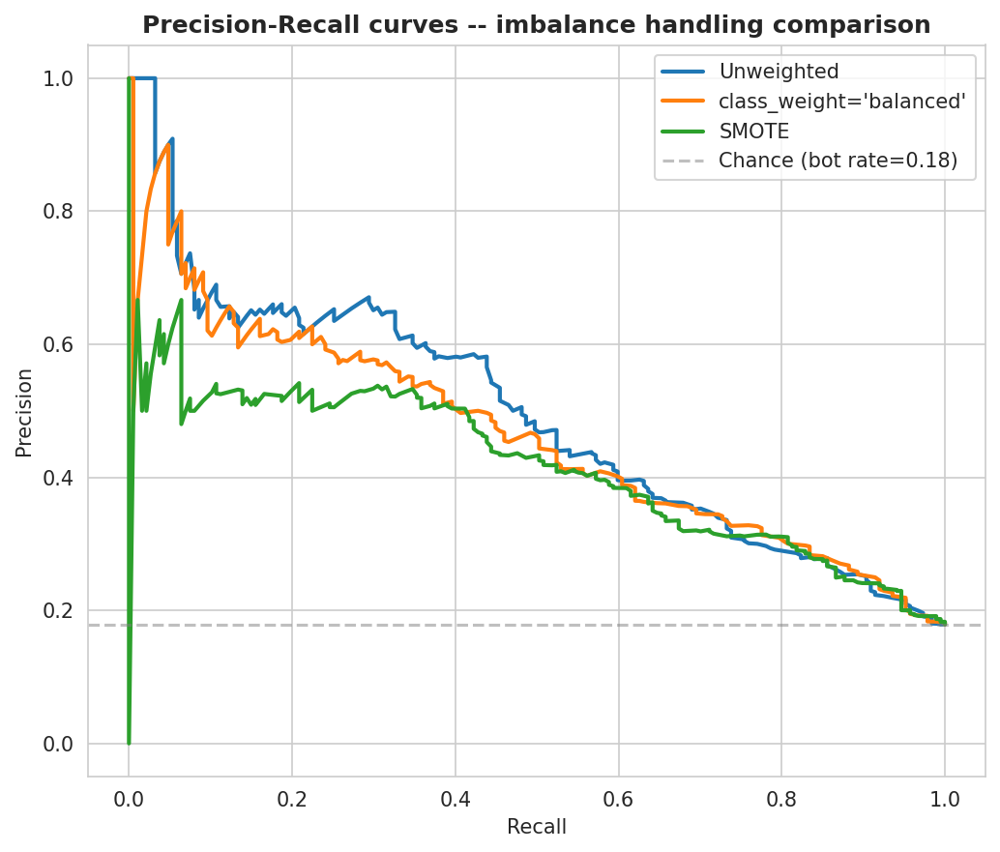 Precision-Recall curves -- imbalance handling comparison
Unweighted
class_weight='balanced'
SMOTE
Chance (bot rate=0.18)
Precision
1.0
0.8
0.6
0.4
0.2
0.0
0.0 0.2 0.4 0.6 0.8 1.0
Recall